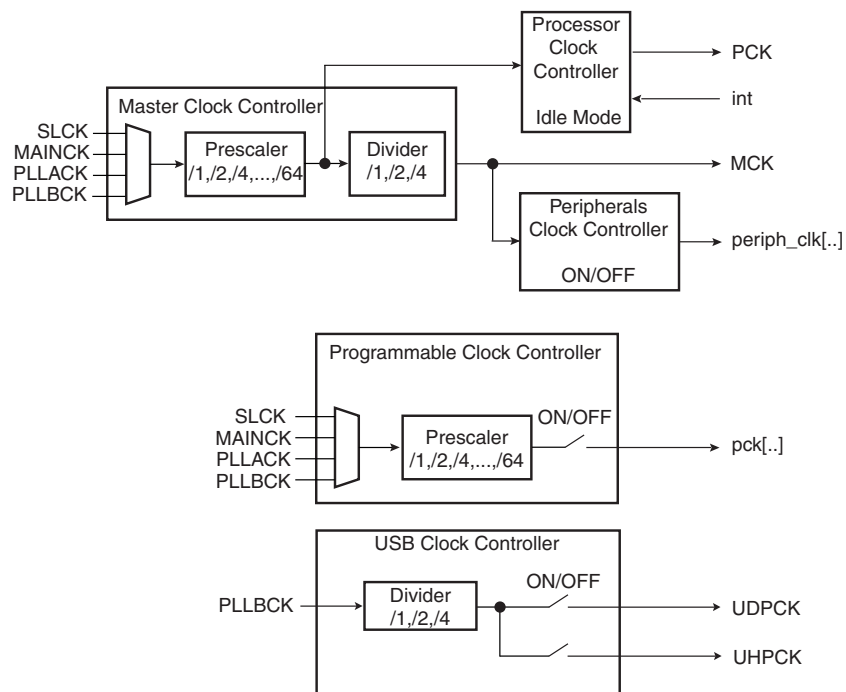 Processor
Clock
Controller
Idle Mode
PCK
int
Master Clock Controller
SLCK
MAINCK
PLLACK
PLLBCK
Prescaler
/1,/2,/4,...,/64
Divider
/1,/2,/4
MCK
Peripherals
Clock Controller
ON/OFF
periph_clk[..]
Programmable Clock Controller
SLCK
MAINCK
PLLACK
PLLBCK
Prescaler
/1,/2,/4,...,/64
ON/OFF
pck[..]
USB Clock Controller
PLLBCK
Divider
/1,/2,/4
ON/OFF
UDPCK
UHPCK